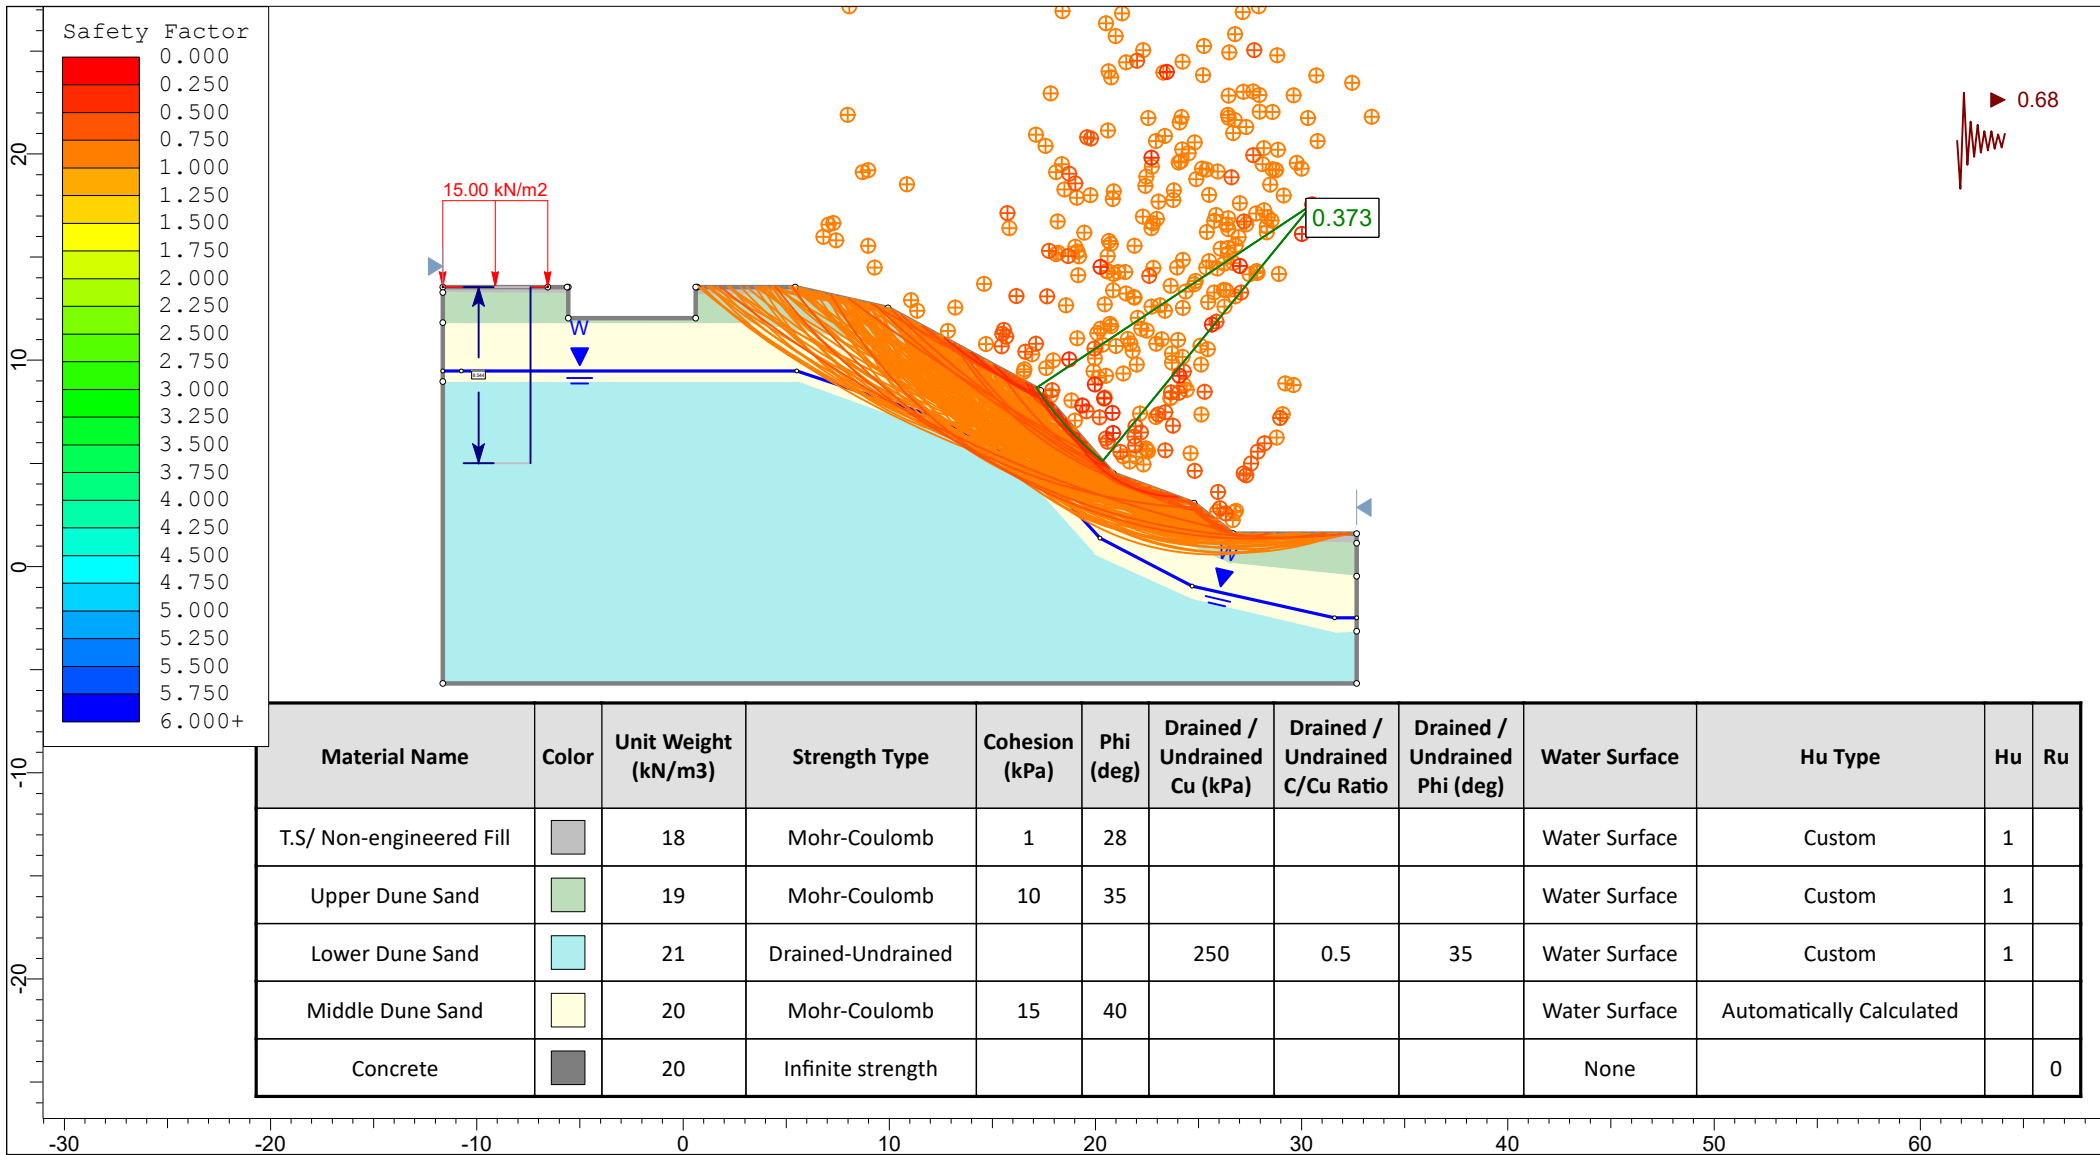 Safety Factor
0.000
0.250
0.500
0.750
1.000
1.250
1.500
1.750
2.000
2.250
2.500
2.750
3.000
3.250
3.500
3.750
4.000
4.250
4.500
4.750
5.000
5.250
5.500
5.750
6.000+
20
10
0
-10
-20
15.00 kN/m2
W
0.373
0.68
W
Material Name Color Unit Weight (kN/m3) Strength Type Cohesion (kPa) Phi (deg) Drained / Undrained Cu (kPa) Drained / Undrained C/Cu Ratio Drained / Undrained Phi (deg) Water Surface Hu Type Hu Ru
T.S/ Non-engineered Fill 18 Mohr-Coulomb 1 28 Water Surface Custom 1
Upper Dune Sand 19 Mohr-Coulomb 10 35 Water Surface Custom 1
Lower Dune Sand 21 Drained-Undrained 250 0.5 35 Water Surface Custom 1
Middle Dune Sand 20 Mohr-Coulomb 15 40 Water Surface Automatically Calculated
Concrete 20 Infinite strength None 0
-30 -20 -10 0 10 20 30 40 50 60